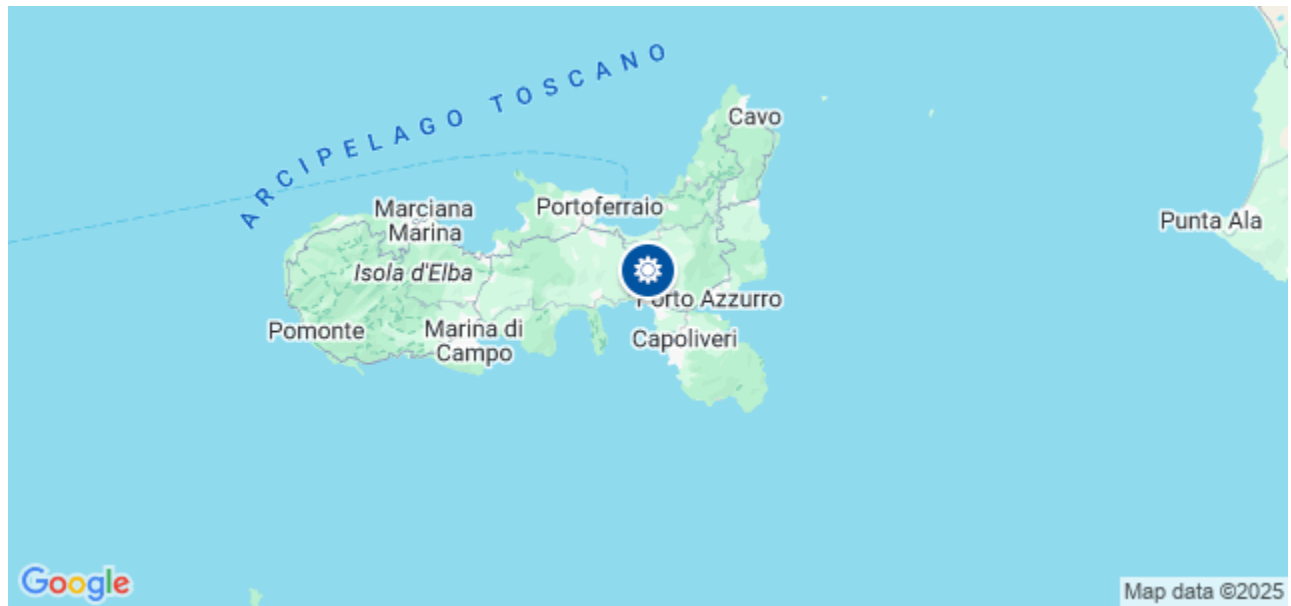 ARCIPELAGO TOSCANO
Cavo
Marciana
Marina
Portoferraio
Punta Ala
Isola d'Elba
Porto Azzurro
Pomonte
Marina di
Campo
Capoliveri
Google
Map data ©2025